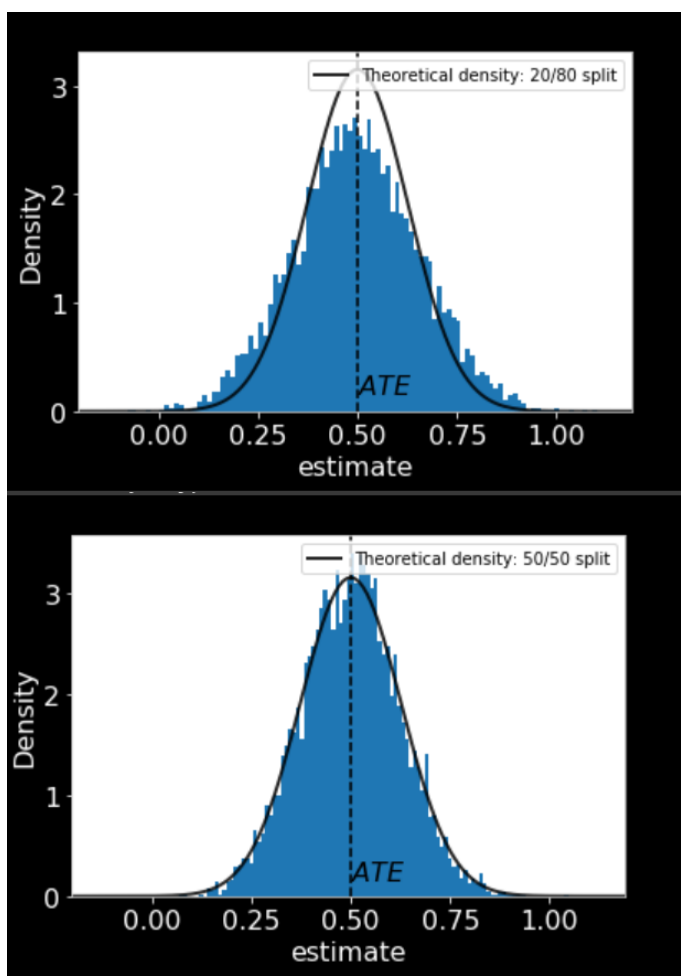 Theoretical density: 20/80 split
3
2
1
0
Density
ATE
0.00 0.25 0.50 0.75 1.00
estimate
Theoretical density: 50/50 split
3
2
1
0
Density
ATE
0.00 0.25 0.50 0.75 1.00
estimate